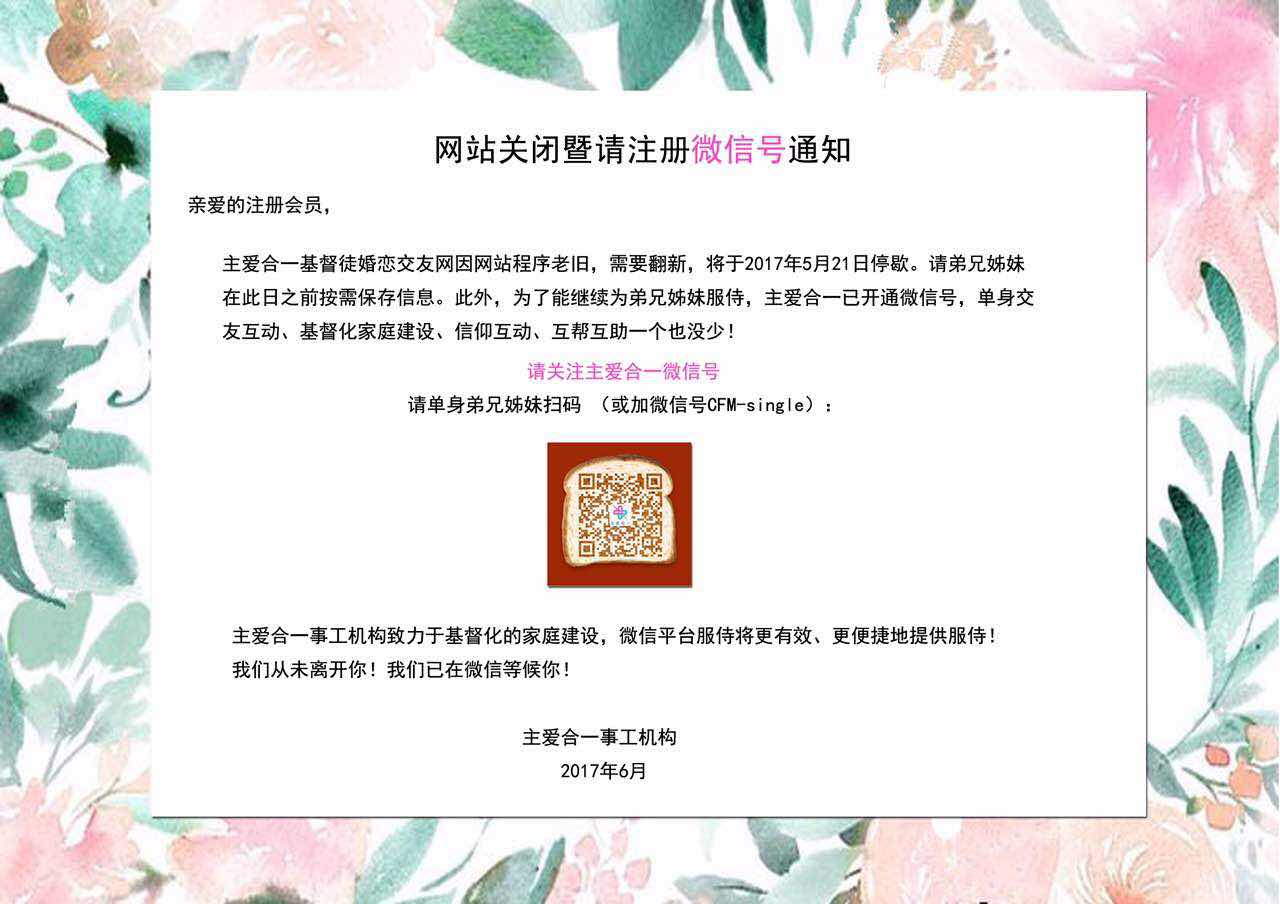 网站关闭暨请注册微信号通知
亲爱的注册会员，
主爱合一基督徒婚恋交友网因网站程序老旧，需要翻新，将于2017年5月21日停歇。请弟兄姊妹
在此日之前按需保存信息。此外，为了能继续为弟兄姊妹服侍，主爱合一已开通微信号，单身交
友互动、基督化家庭建设、信仰互动、互帮互助一个也没少！
请关注主爱合一微信号
请单身弟兄姊妹扫码 （或加微信号CFM-single）：
主爱合一事工机构致力于基督化的家庭建设，微信平台服侍将更有效、更便捷地提供服侍！
我们从未离开你！我们已在微信等候你！
主爱合一事工机构
2017年6月